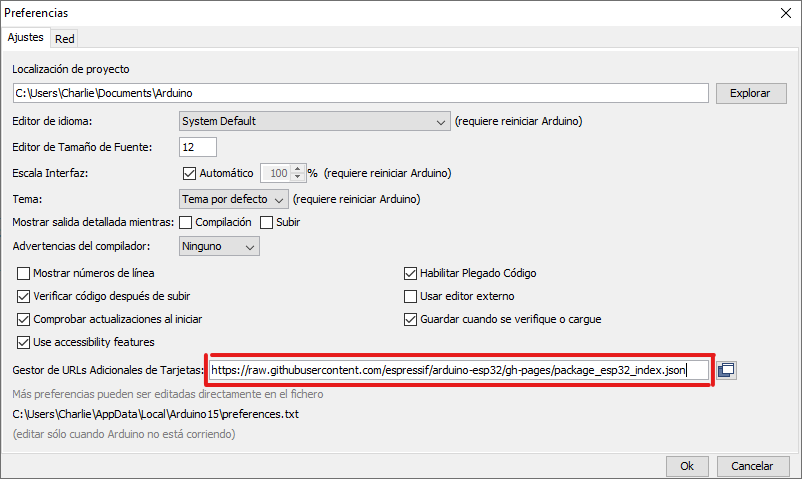 Preferencias
Ajustes Red
Localización de proyecto
C:\Users\Charlie\Documents\Arduino Explorar
Editor de idioma: System Default (requiere reiniciar Arduino)
Editor de Tamaño de Fuente: 12
Escala Interfaz: Automático 100 % (requiere reiniciar Arduino)
Tema: Tema por defecto (requiere reiniciar Arduino)
Mostrar salida detallada mientras: Compilación Subir
Advertencias del compilador: Ninguno
Mostrar números de línea Habilitar Plegado Código
Verificar código después de subir Usar editor externo
Comprobar actualizaciones al iniciar Guardar cuando se verifique o cargue
Use accessibility features
Gestor de URLs Adicionales de Tarjetas: https://raw.githubusercontent.com/espressif/arduino-esp32/gh-pages/package_esp32_index.json
Más preferencias pueden ser editadas directamente en el fichero
C:\Users\Charlie\AppData\Local\Arduino15\preferences.txt
(editar sólo cuando Arduino no está corriendo)
Ok Cancelar